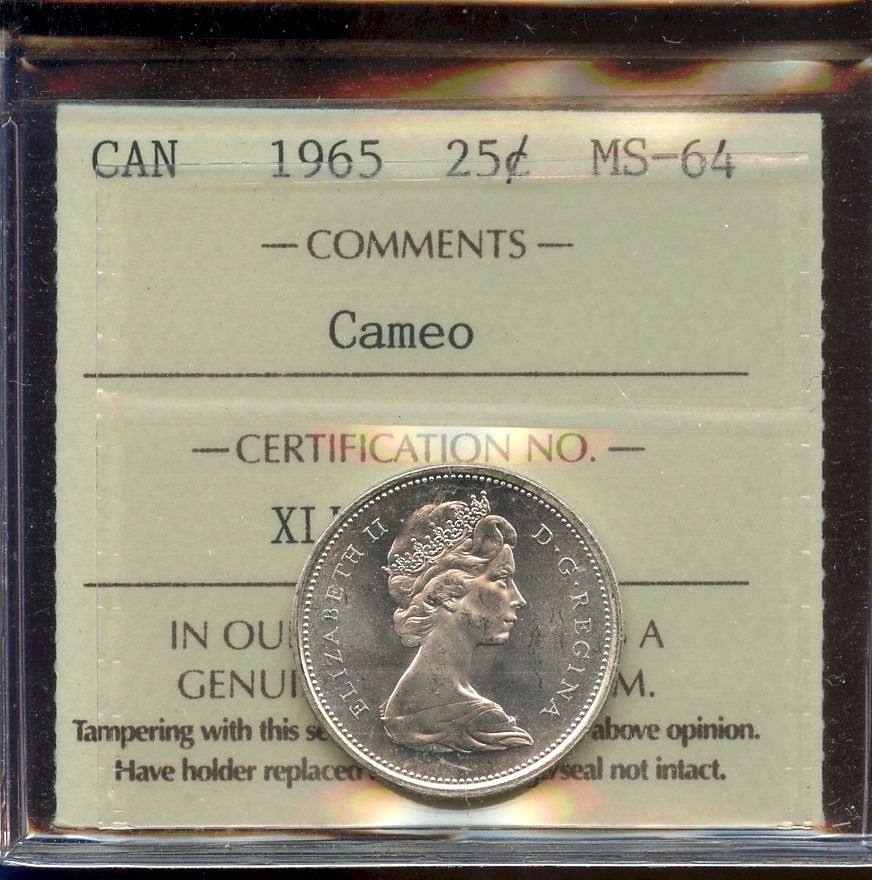 CAN 1965 25¢ MS-64
— COMMENTS —
Cameo
— CERTIFICATION NO. —
ELIZABETH II D·G·REGINA
IN A
Tampering with this above opinion.
Have holder replaced seal not intact.